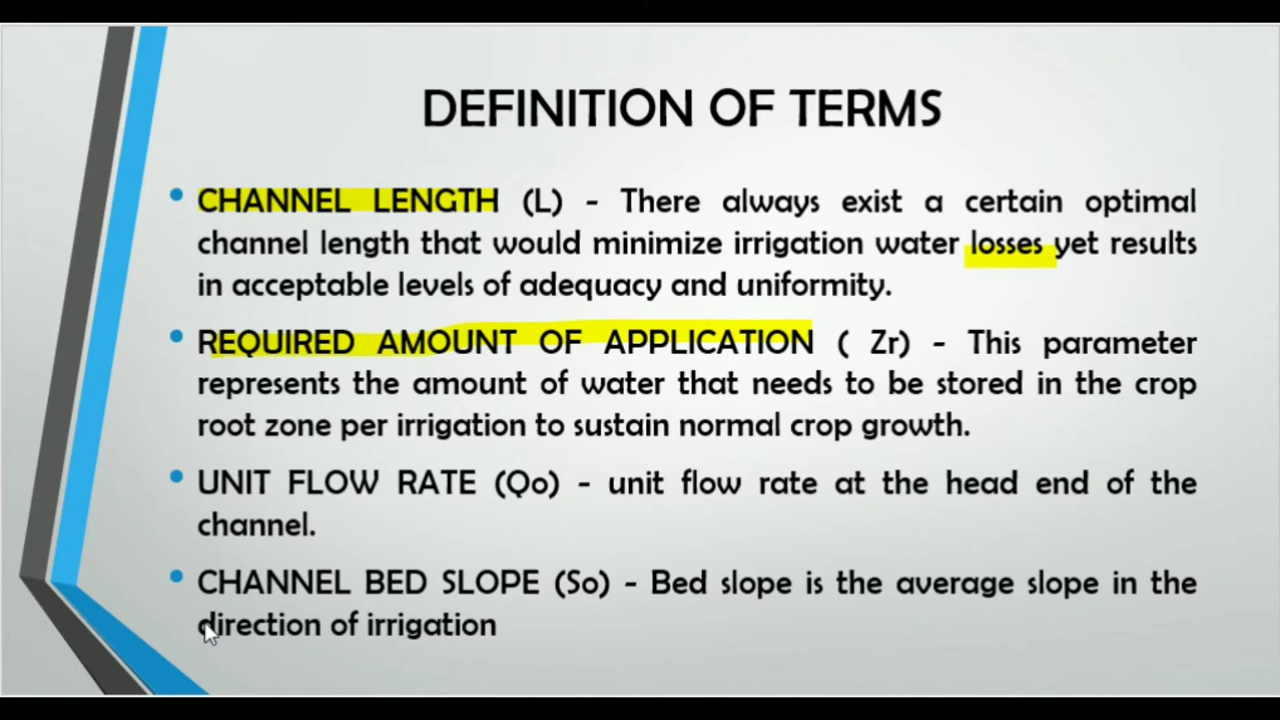 DEFINITION OF TERMS
• CHANNEL LENGTH (L) - There always exist a certain optimal
channel length that would minimize irrigation water losses yet results
in acceptable levels of adequacy and uniformity.
• REQUIRED AMOUNT OF APPLICATION ( Zr) - This parameter
represents the amount of water that needs to be stored in the crop
root zone per irrigation to sustain normal crop growth.
• UNIT FLOW RATE (Qo) - unit flow rate at the head end of the
channel.
• CHANNEL BED SLOPE (So) - Bed slope is the average slope in the
direction of irrigation